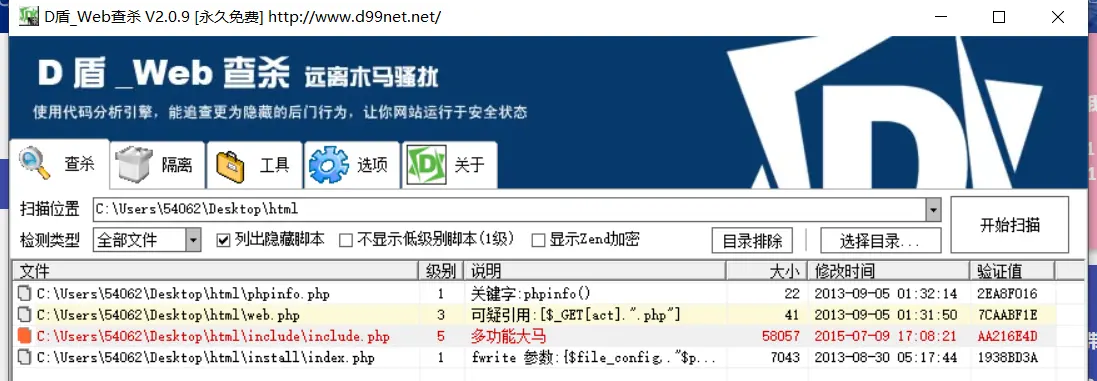 D盾_Web查杀 V2.0.9 [永久免费] http://www.d99net.net/
D 盾 _Web 查杀 远离木马骚扰
使用代码分析引擎，能追查更为隐藏的后门行为，让你网站运行于安全状态
查杀 隔离 工具 选项 关于
扫描位置 C:\Users\54062\Desktop\html 开始扫描
检测类型 全部文件 列出隐藏脚本 不显示低级别脚本(1级) 显示Zend加密 目录排除 选择目录...
文件 级别 说明 大小 修改时间 验证值
C:\Users\54062\Desktop\html\phpinfo.php 1 关键字:phpinfo() 22 2013-09-05 01:32:14 2EA8F016
C:\Users\54062\Desktop\html\web.php 3 可疑引用:[$_GET[act].".php"] 41 2013-09-05 01:31:50 7CAABF1E
C:\Users\54062\Desktop\html\include\include.php 5 多功能大马 58057 2015-07-09 17:08:21 AA216E4D
C:\Users\54062\Desktop\html\install\index.php 1 fwrite 参数:{$file_config,."$p... 7043 2013-08-30 05:17:44 1938BD3A